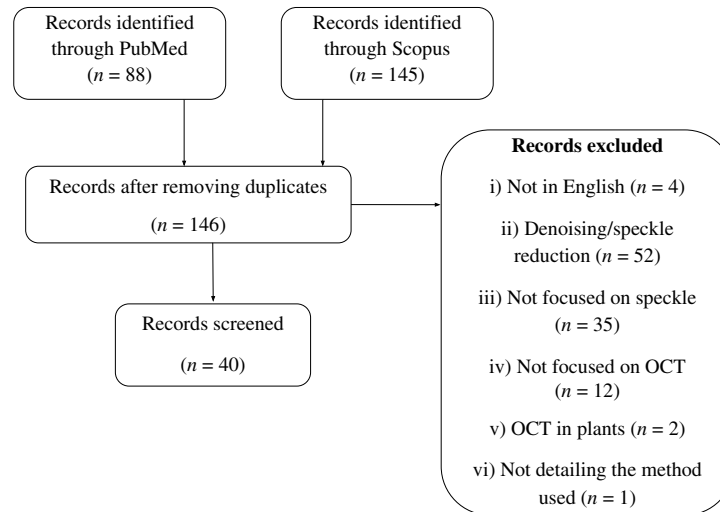 Records identified
through PubMed
(n = 88)
Records identified
through Scopus
(n = 145)
Records after removing duplicates
(n = 146)
Records screened
(n = 40)
Records excluded
i) Not in English (n = 4)
ii) Denoising/speckle
reduction (n = 52)
iii) Not focused on speckle
(n = 35)
iv) Not focused on OCT
(n = 12)
v) OCT in plants (n = 2)
vi) Not detailing the method
used (n = 1)